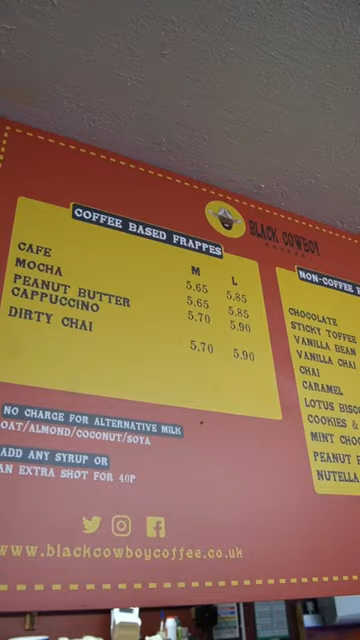 BLACK COWBOY
COFFEE
COFFEE BASED FRAPPES
M L
CAFE 5.65 5.85
MOCHA 5.65 5.85
PEANUT BUTTER 5.70 5.90
CAPPUCCINO
DIRTY CHAI 5.70 5.90
NO CHARGE FOR ALTERNATIVE MILK
OAT/ALMOND/COCONUT/SOYA
ADD ANY SYRUP OR
AN EXTRA SHOT FOR 40P
www.blackcowboycoffee.co.uk
NON-COFFEE
CHOCOLATE
STICKY TOFFEE
VANILLA BEAN
VANILLA CHAI
CHAI
CARAMEL
LOTUS
COOKIES &
MINT
PEANUT
NUTELLA